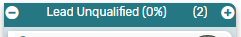 Lead Unqualified (0%) (2)